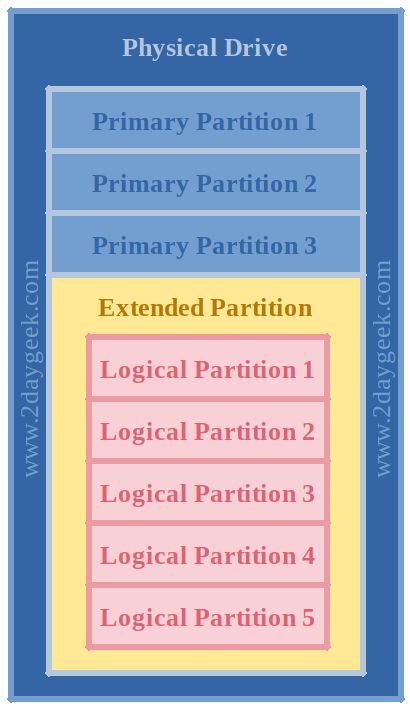 Physical Drive
Primary Partition 1
Primary Partition 2
Primary Partition 3
Extended Partition
Logical Partition 1
Logical Partition 2
Logical Partition 3
Logical Partition 4
Logical Partition 5
www.2daygeek.com
www.2daygeek.com